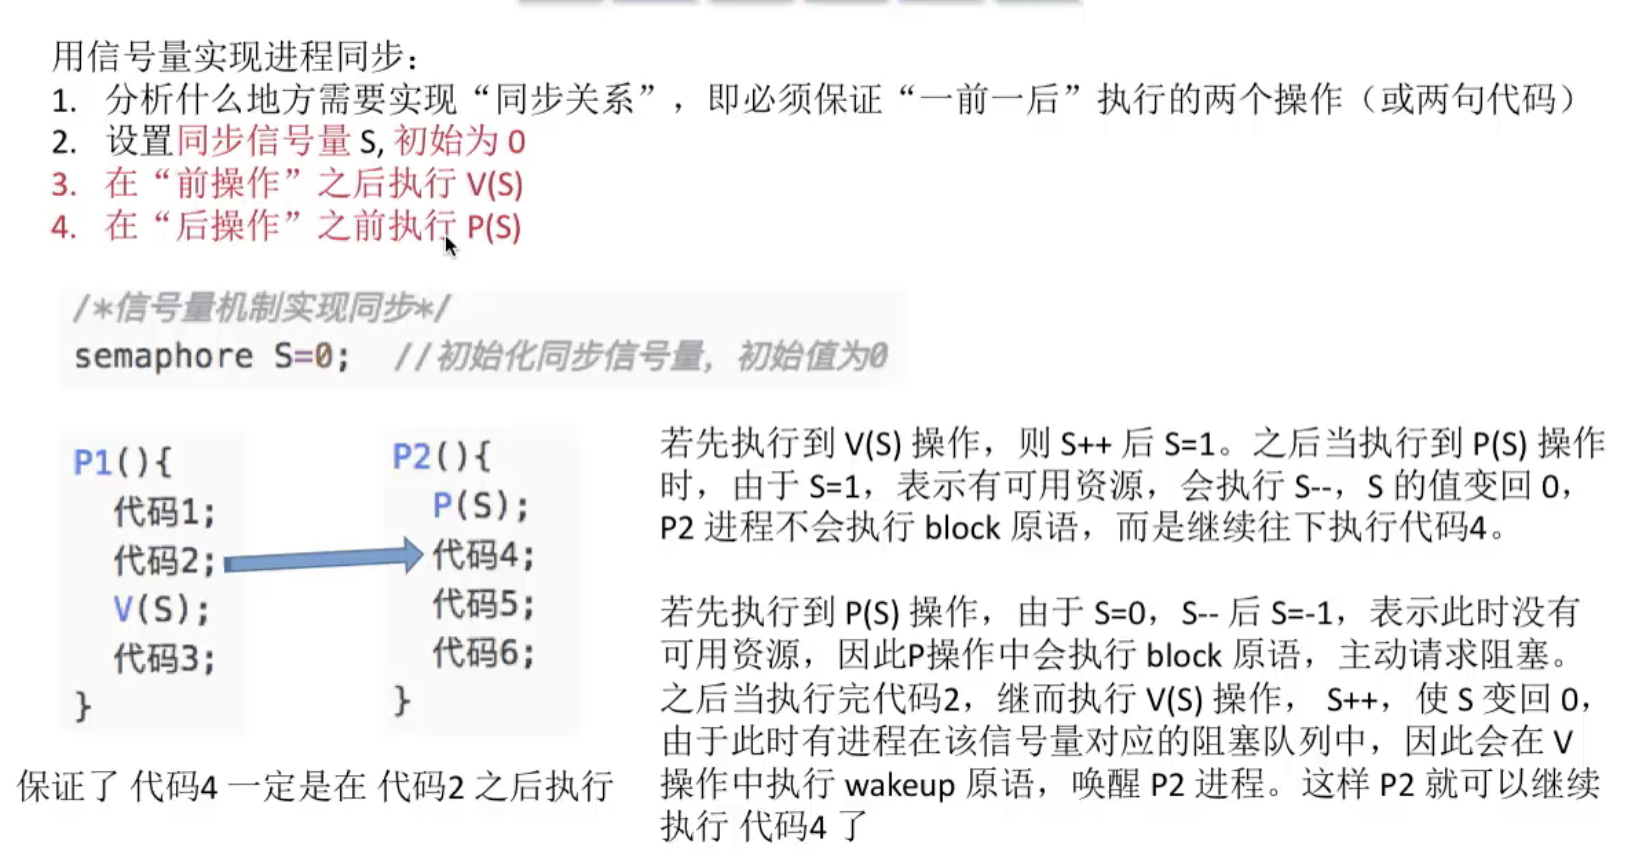 用信号量实现进程同步：
1. 分析什么地方需要实现“同步关系”，即必须保证“一前一后”执行的两个操作（或两句代码）
2. 设置同步信号量 S, 初始为 0
3. 在“前操作”之后执行 V(S)
4. 在“后操作”之前执行 P(S)
/*信号量机制实现同步*/
semaphore S=0; //初始化同步信号量，初始值为0
P1(){
代码1;
代码2;
V(S);
代码3;
}
P2(){
P(S);
代码4;
代码5;
代码6;
}
保证了 代码4 一定是在 代码2 之后执行
若先执行到 V(S) 操作，则 S++ 后 S=1。之后当执行到 P(S) 操作
时，由于 S=1，表示有可用资源，会执行 S--，S 的值变回 0，
P2 进程不会执行 block 原语，而是继续往下执行代码4。
若先执行到 P(S) 操作，由于 S=0，S-- 后 S=-1，表示此时没有
可用资源，因此P操作中会执行 block 原语，主动请求阻塞。
之后当执行完代码2，继而执行 V(S) 操作， S++，使 S 变回 0，
由于此时有进程在该信号量对应的阻塞队列中，因此会在 V
操作中执行 wakeup 原语，唤醒 P2 进程。这样 P2 就可以继续
执行 代码4 了